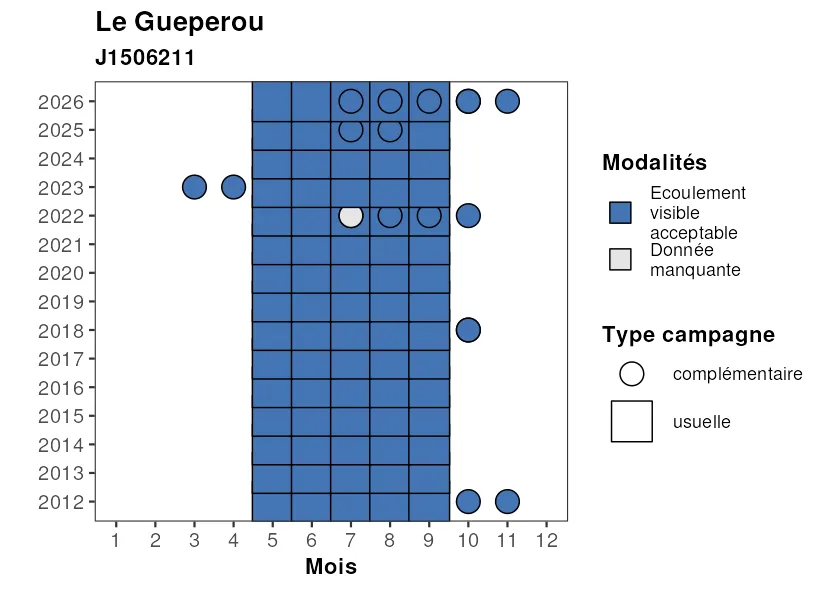 Le Gueperou
J1506211
2026
2025
2024
2023
2022
2021
2020
2019
2018
2017
2016
2015
2014
2013
2012
1 2 3 4 5 6 7 8 9 10 11 12
Mois
Modalités
Ecoulement
visible
acceptable
Donnée
manquante
Type campagne
complémentaire
usuelle